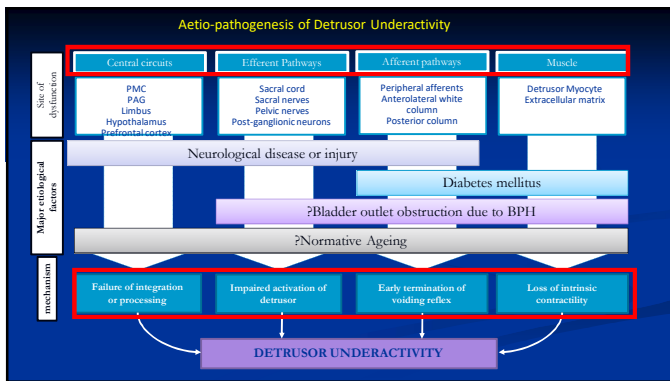 Aetio-pathogenesis of Detrusor Underactivity
Central circuits
Efferent Pathways
Afferent pathways
Muscle
Site of
dysfunction
PMC
PAG
Limbus
Hypothalamus
Prefrontal cortex
Sacral cord
Sacral nerves
Pelvic nerves
Post-ganglionic neurons
Peripheral afferents
Anterolateral white
column
Posterior column
Detrusor Myocyte
Extracellular matrix
Major etiological
factors
Neurological disease or injury
Diabetes mellitus
?Bladder outlet obstruction due to BPH
?Normative Ageing
mechanism
Failure of integration
or processing
Impaired activation of
detrusor
Early termination of
voiding reflex
Loss of intrinsic
contractility
DETRUSOR UNDERACTIVITY